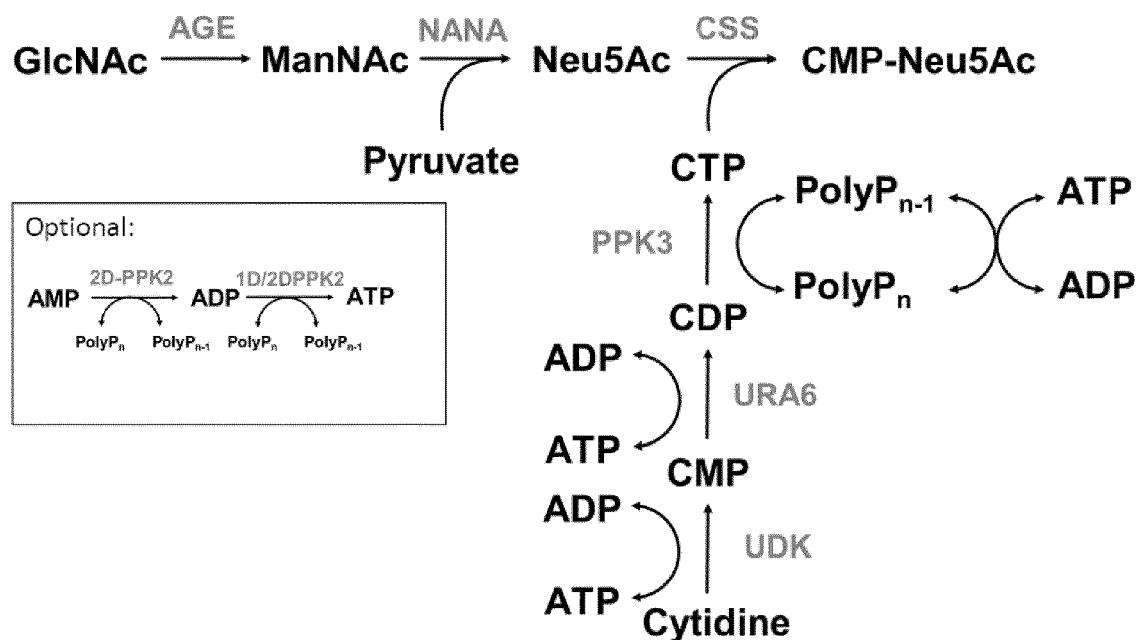 AGE NANA CSS
GlcNAc ManNAc Neu5Ac CMP-Neu5Ac
Pyruvate
CTP
PolyPn-1 ATP
PPK3
PolyPn ADP
CDP
Optional:
2D-PPK2 1D/2DPPK2
AMP ADP ATP
PolyPn PolyPn-1 PolyPn PolyPn-1
ADP
URA6
ATP
CMP
ADP
UDK
ATP
Cytidine